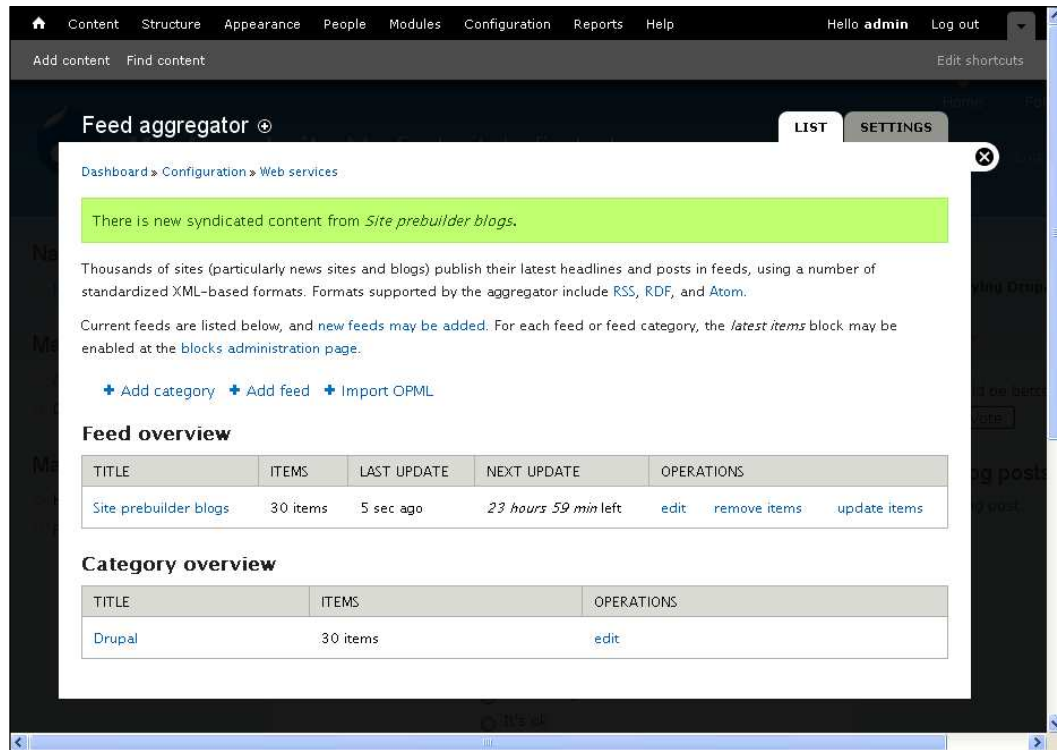 Content Structure Appearance People Modules Configuration Reports Help Hello admin Log out
Add content Find content Edit shortcuts
Home
Feed aggregator
LIST SETTINGS
Dashboard » Configuration » Web services
There is new syndicated content from Site prebuilder blogs.
Thousands of sites (particularly news sites and blogs) publish their latest headlines and posts in feeds, using a number of
standardized XML-based formats. Formats supported by the aggregator include RSS, RDF, and Atom.
Current feeds are listed below, and new feeds may be added. For each feed or feed category, the latest items block may be
enabled at the blocks administration page.
Add category Add feed Import OPML
Feed overview
TITLE ITEMS LAST UPDATE NEXT UPDATE OPERATIONS
Site prebuilder blogs 30 items 5 sec ago 23 hours 59 min left edit remove items update items
Category overview
TITLE ITEMS OPERATIONS
Drupal 30 items edit
It's ok